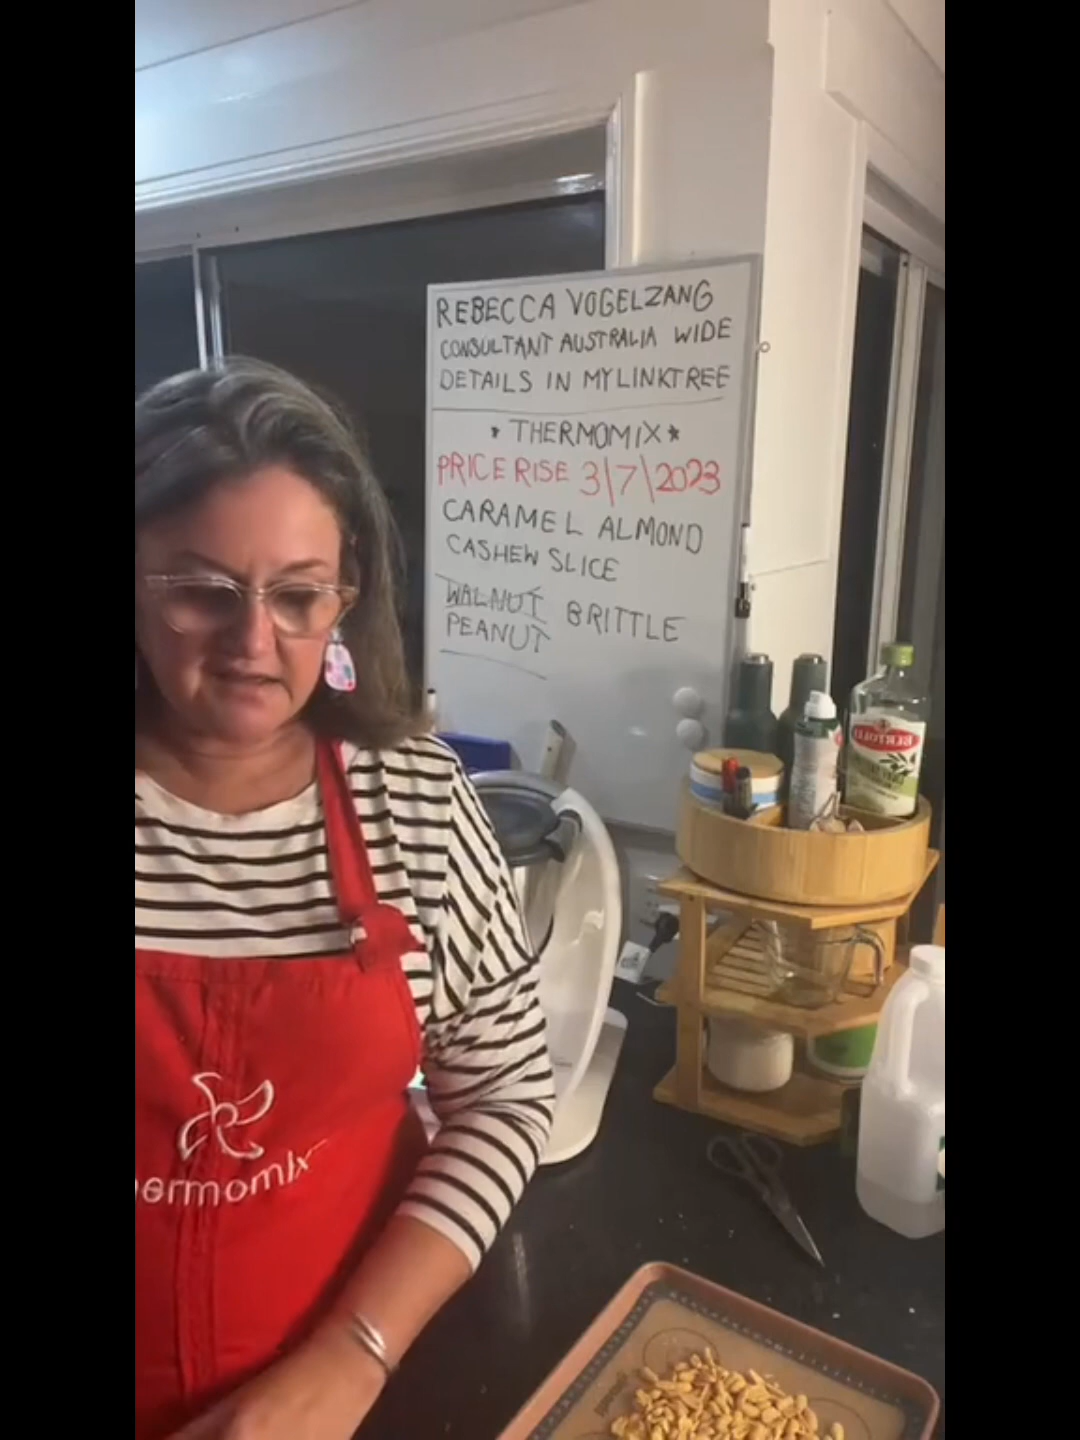 REBECCA VOGELZANG
CONSULTANT AUSTRALIA WIDE
DETAILS IN MY LINKTREE
* THERMOMIX *
PRICE RISE 3/7/2023
CARAMEL ALMOND
CASHEW SLICE
WALNUT BRITTLE
PEANUT
BERTOLLI
ermomix